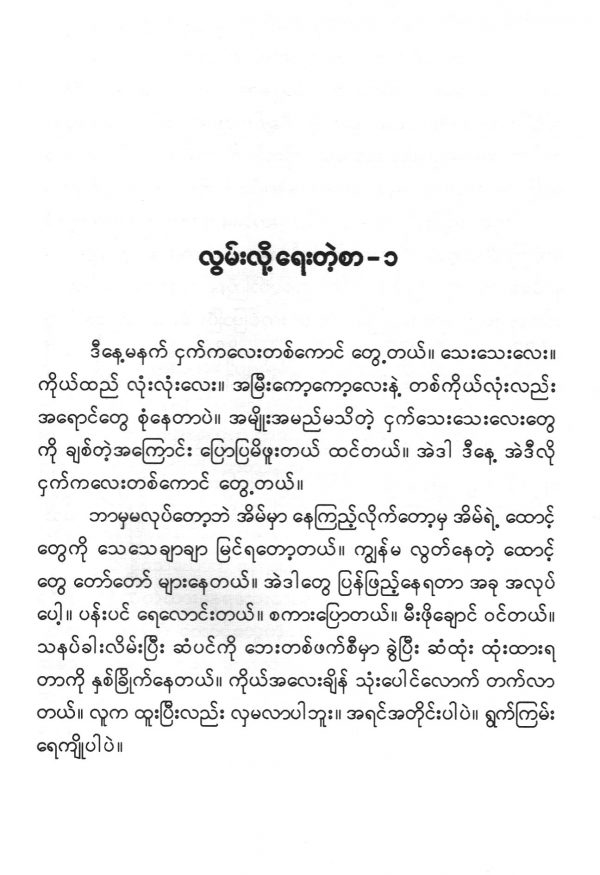 လွမ်းလို့ ရေးတဲ့စာ – ၁
ဒီနေ့မနက် ငှက်ကလေးတစ်ကောင် တွေ့တယ်။ သေးသေးလေး။
ကိုယ်ထည် လုံးလုံးလေး။ အမြီးကော့ကော့လေးနဲ့ တစ်ကိုယ်လုံးလည်း
အရောင်တွေ စုံနေတာပဲ။ အမျိုးအမည်မသိတဲ့ ငှက်သေးသေးလေးတွေ
ကို ချစ်တဲ့အကြောင်း ပြောပြမိဖူးတယ် ထင်တယ်။ အဲဒါ ဒီနေ့ အဲဒီလို
ငှက်ကလေးတစ်ကောင် တွေ့တယ်။
ဘာမှမလုပ်တော့ဘဲ အိမ်မှာ နေကြည့်လိုက်တော့မှ အိမ်ရဲ့ ထောင့်
တွေကို သေသေချာချာ မြင်ရတော့တယ်။ ကျွန်မ လွတ်နေတဲ့ ထောင့်
တွေ တော်တော် များနေတယ်။ အဲဒါတွေ ပြန်ဖြည့်နေရတာ အခု အလုပ်
ပေါ့။ ပန်းပင် ရေလောင်းတယ်။ စကားပြောတယ်။ မီးဖိုချောင် ဝင်တယ်။
သနပ်ခါးလိမ်းပြီး ဆံပင်ကို ဘေးတစ်ဖက်စီမှာ ခွဲပြီး ဆံထုံး ထုံးထားရ
တာကို နှစ်ခြိုက်နေတယ်။ ကိုယ်အလေးချိန် သုံးပေါင်လောက် တက်လာ
တယ်။ လူက ထူးပြီးလည်း လှမလာပါဘူး။ အရင်အတိုင်းပါပဲ။ ရွက်ကြမ်း
ရေကျိုပါပဲ။